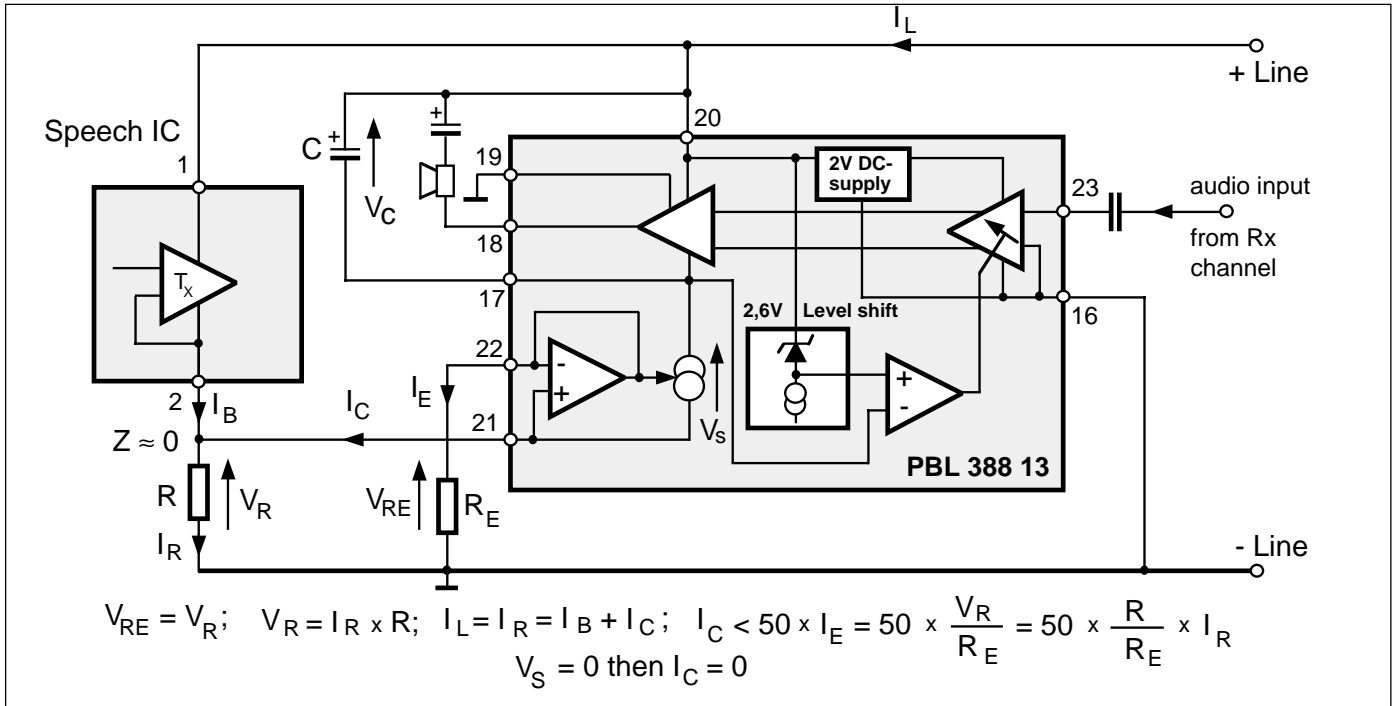 I_L
+ Line
Speech IC
1
C
+
V_C
+
19
20
2V DC-
supply
23
audio input
from Rx
channel
18
17
16
T_X
2,6V Level shift
22
-
+
V_S
+
-
I_E
2
I_B
I_C
21
PBL 388 13
Z ≈ 0
R
V_R
V_RE
R_E
I_R
- Line
V_RE = V_R; V_R = I_R x R; I_L = I_R = I_B + I_C; I_C < 50 x I_E = 50 x V_R / R_E = 50 x R / R_E x I_R
V_S = 0 then I_C = 0